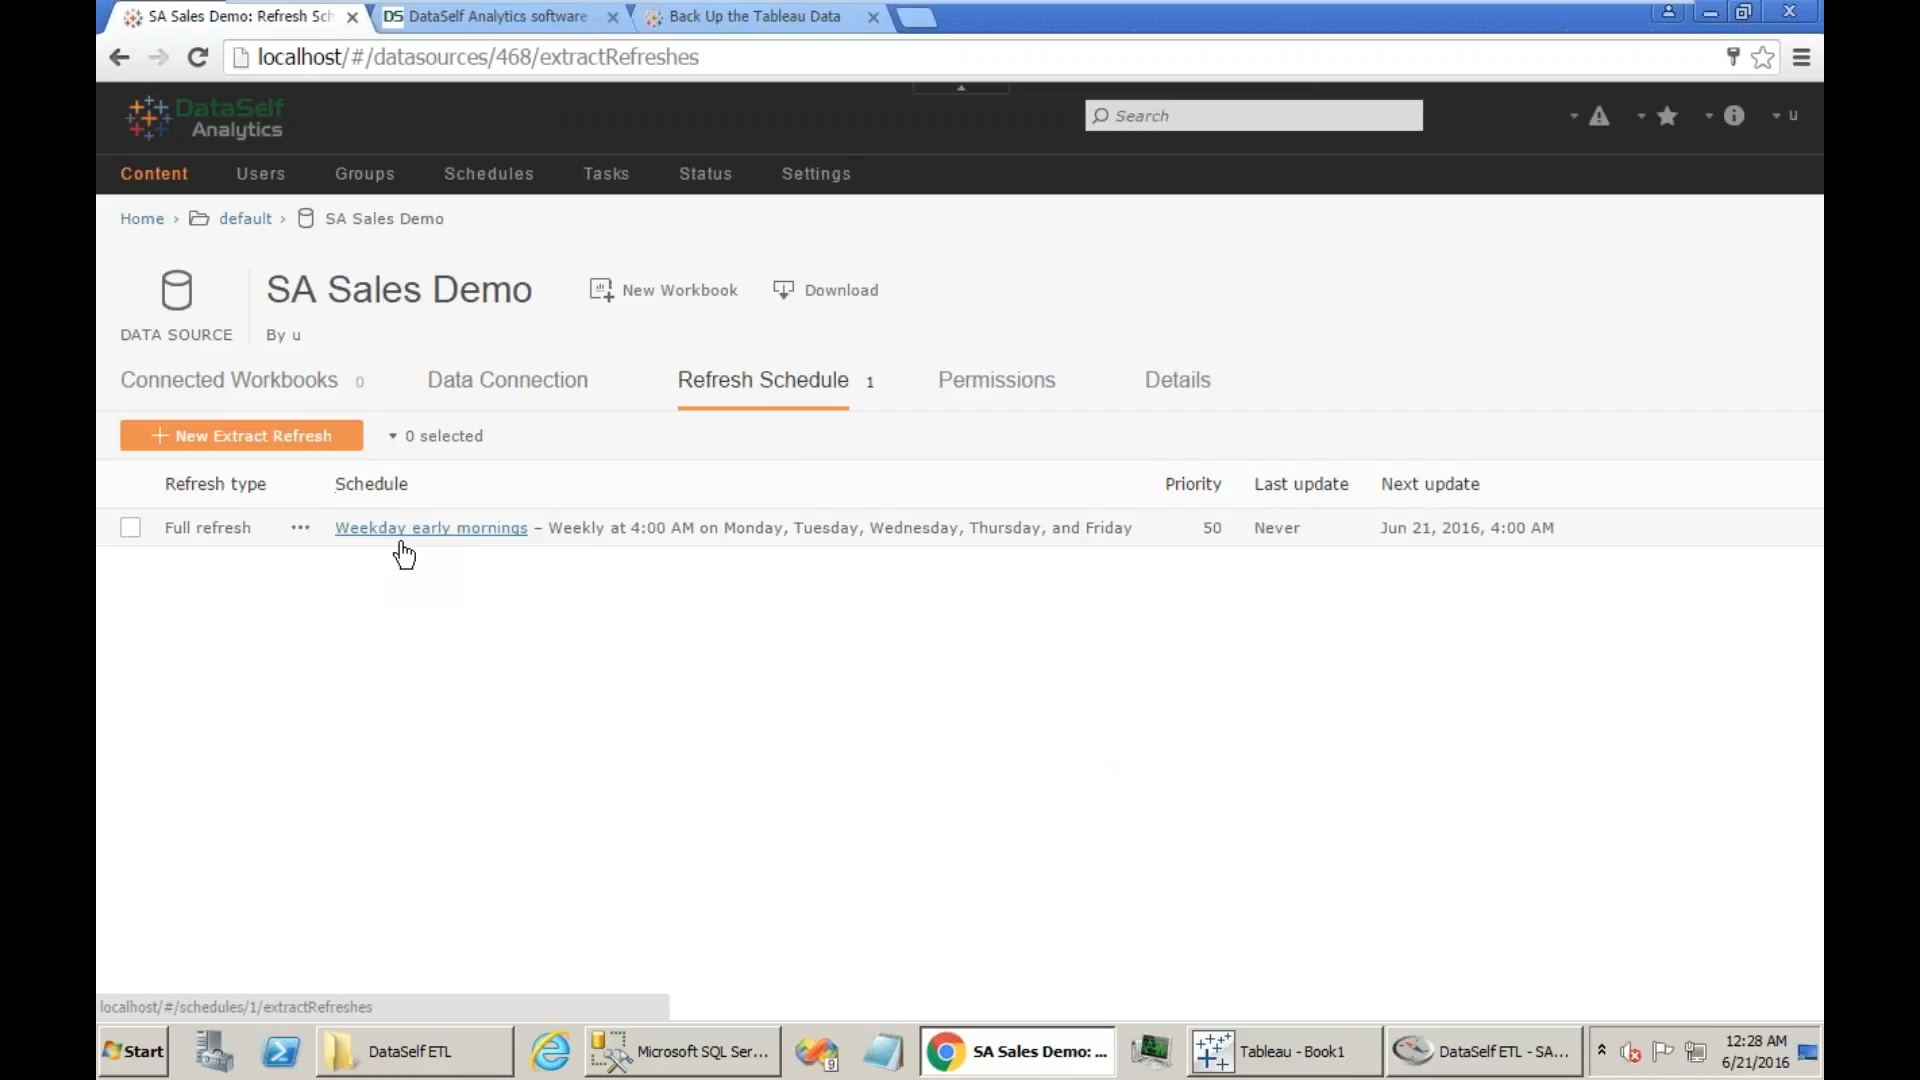 SA Sales Demo: Refresh Sch
DS DataSelf Analytics software
Back Up the Tableau Data
localhost/#/datasources/468/extractRefreshes
DataSelf
Analytics
Search
u
Content Users Groups Schedules Tasks Status Settings
Home › default › SA Sales Demo
SA Sales Demo New Workbook Download
DATA SOURCE By u
Connected Workbooks 0 Data Connection Refresh Schedule 1 Permissions Details
New Extract Refresh 0 selected
Refresh type Schedule Priority Last update Next update
Full refresh ••• Weekday early mornings – Weekly at 4:00 AM on Monday, Tuesday, Wednesday, Thursday, and Friday 50 Never Jun 21, 2016, 4:00 AM
localhost/#/schedules/1/extractRefreshes
Start DataSelf ETL Microsoft SQL Ser... 9 SA Sales Demo: ... Tableau - Book1 DataSelf ETL - SA... 12:28 AM
6/21/2016